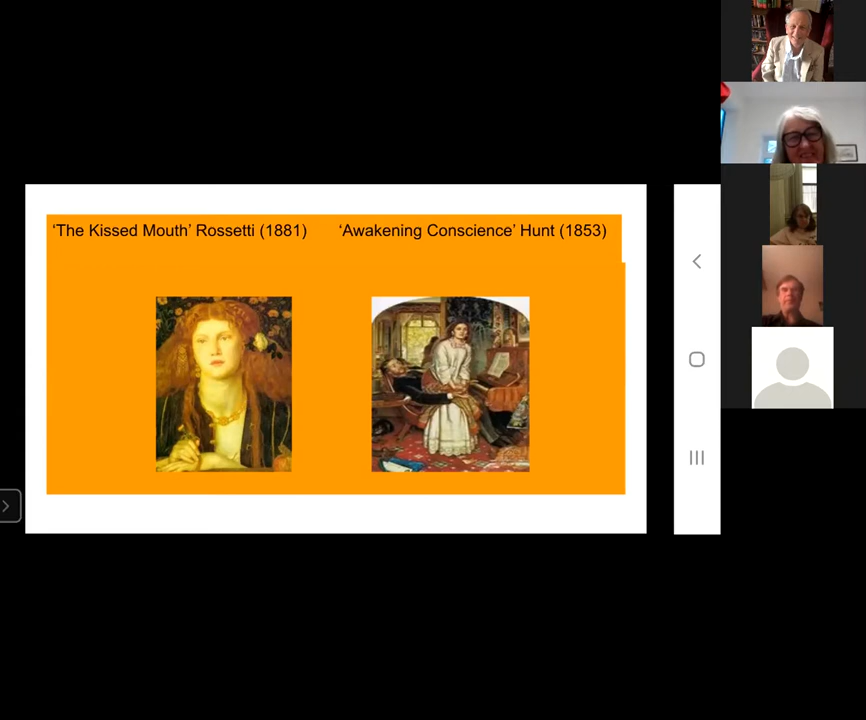 ‘The Kissed Mouth’ Rossetti (1881) ‘Awakening Conscience’ Hunt (1853)